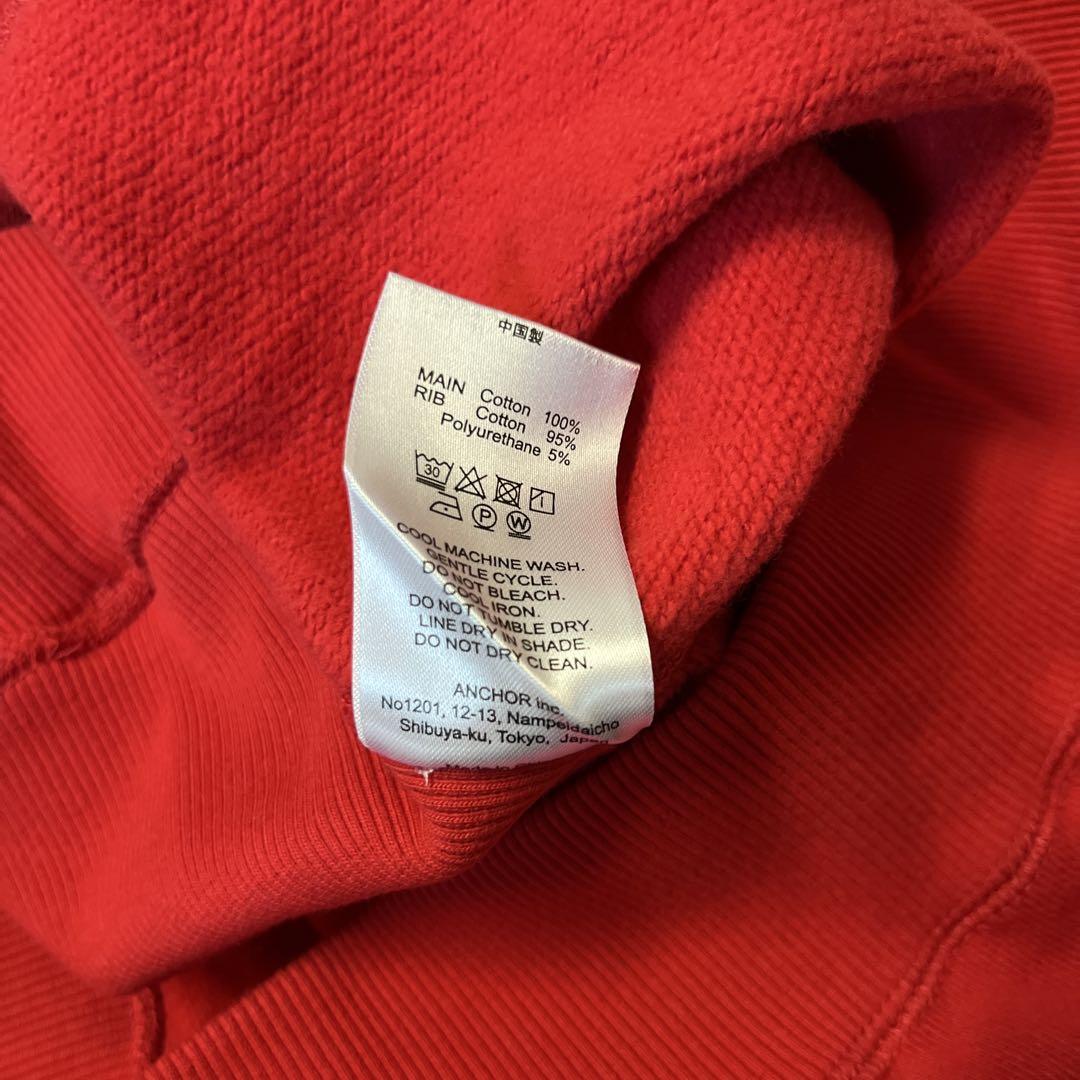 中国製
MAIN Cotton 100%
RIB Cotton 95%
Polyurethane 5%
30
P W
COOL MACHINE WASH.
GENTLE CYCLE.
DO NOT BLEACH.
COOL IRON.
DO NOT TUMBLE DRY.
LINE DRY IN SHADE.
DO NOT DRY CLEAN.
ANCHOR inc.
No1201, 12-13, Nampeidaicho
Shibuya-ku, Tokyo, Japan